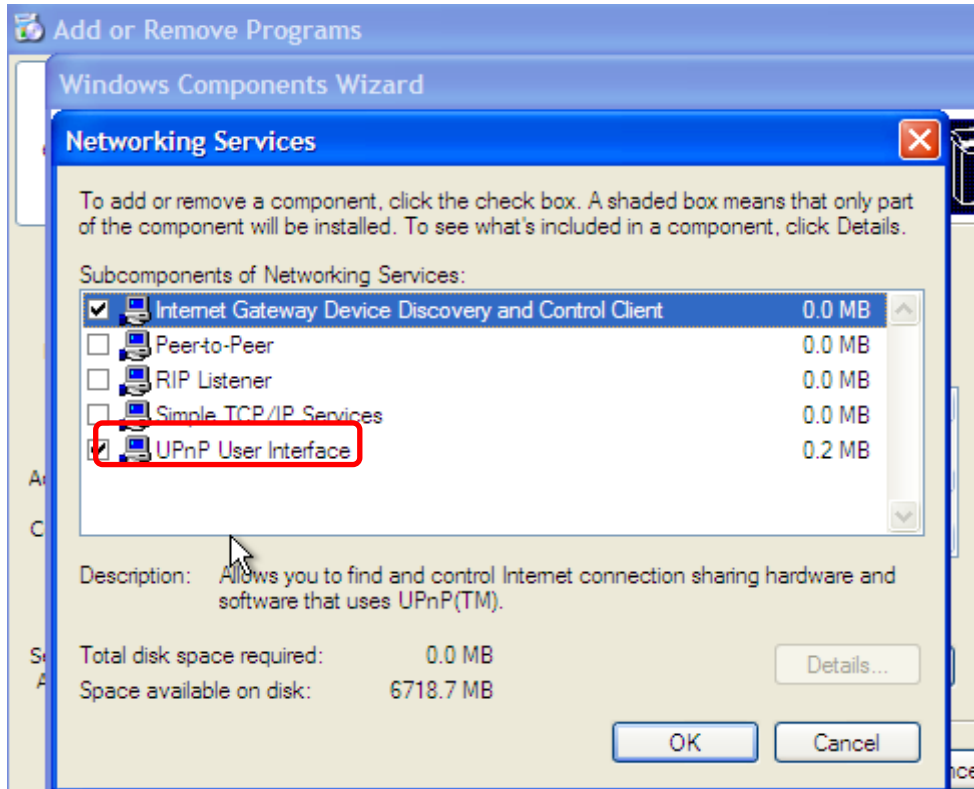 Add or Remove Programs
Windows Components Wizard
Networking Services
To add or remove a component, click the check box. A shaded box means that only part
of the component will be installed. To see what's included in a component, click Details.
Subcomponents of Networking Services:
Internet Gateway Device Discovery and Control Client 0.0 MB
Peer-to-Peer 0.0 MB
RIP Listener 0.0 MB
Simple TCP/IP Services 0.0 MB
UPnP User Interface 0.2 MB
Description: Allows you to find and control Internet connection sharing hardware and
software that uses UPnP(TM).
Total disk space required: 0.0 MB
Details...
Space available on disk: 6718.7 MB
OK Cancel